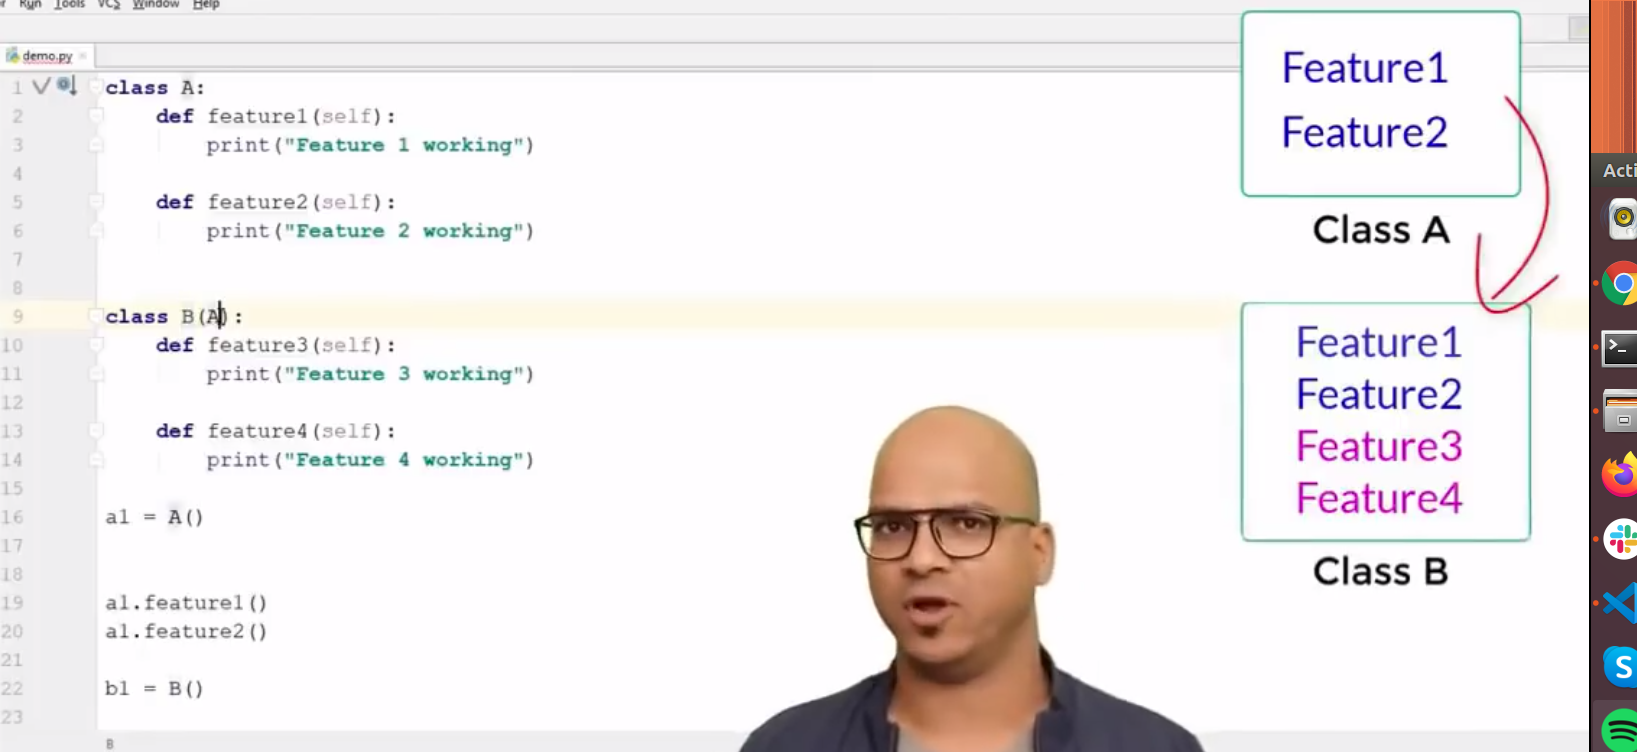 Run Tools VCS Window Help
demo.py
1 class A:
2 def feature1(self):
3 print("Feature 1 working")
4
5 def feature2(self):
6 print("Feature 2 working")
7
8
9 class B(A):
10 def feature3(self):
11 print("Feature 3 working")
12
13 def feature4(self):
14 print("Feature 4 working")
15
16 a1 = A()
17
18
19 a1.feature1()
20 a1.feature2()
21
22 b1 = B()
23
B
Feature1
Feature2
Class A
Feature1
Feature2
Feature3
Feature4
Class B
Acti